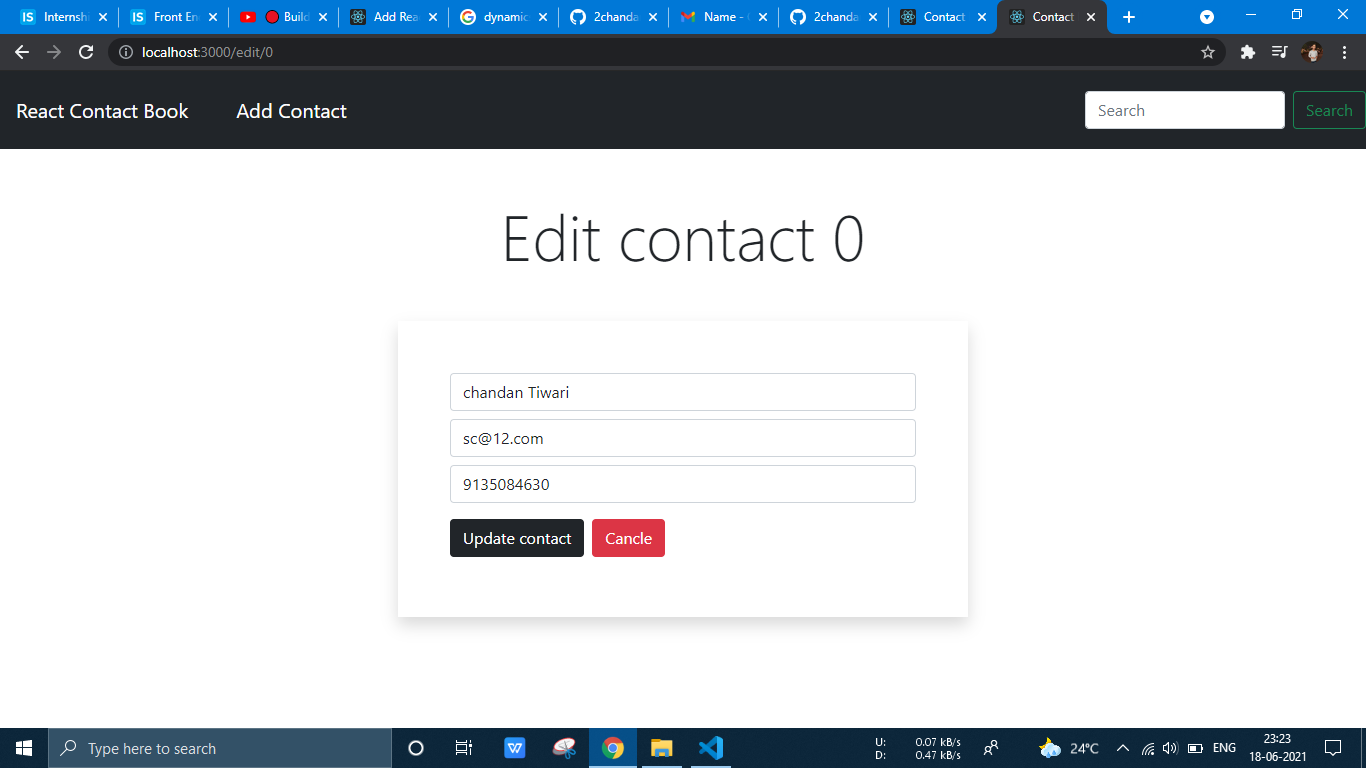 Internshi
Front En
Build
Add Rea
dynamic
2chanda
Name -
2chanda
Contact
Contact
localhost:3000/edit/0
React Contact Book
Add Contact
Search
Search
Edit contact 0
chandan Tiwari
sc@12.com
9135084630
Update contact
Cancle
Type here to search
U: 0.07 kB/s
D: 0.47 kB/s
24°C
ENG
23:23
18-06-2021